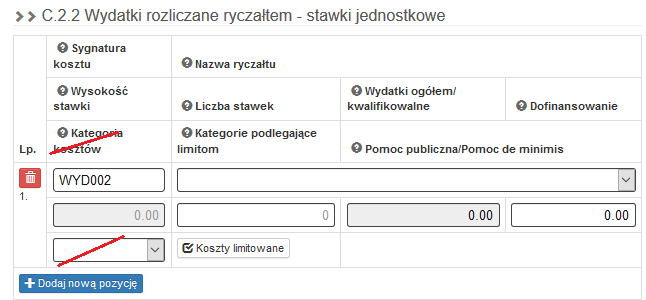 C.2.2 Wydatki rozliczane ryczałtem - stawki jednostkowe
Sygnatura
kosztu
Nazwa ryczałtu
Wysokość
stawki
Liczba stawek
Wydatki ogółem/
kwalifikowalne
Dofinansowanie
Lp.
Kategoria
kosztów
Kategorie podlegające
limitom
Pomoc publiczna/Pomoc de minimis
1.
WYD002
0.00
0
0.00
0.00
Koszty limitowane
Dodaj nową pozycję